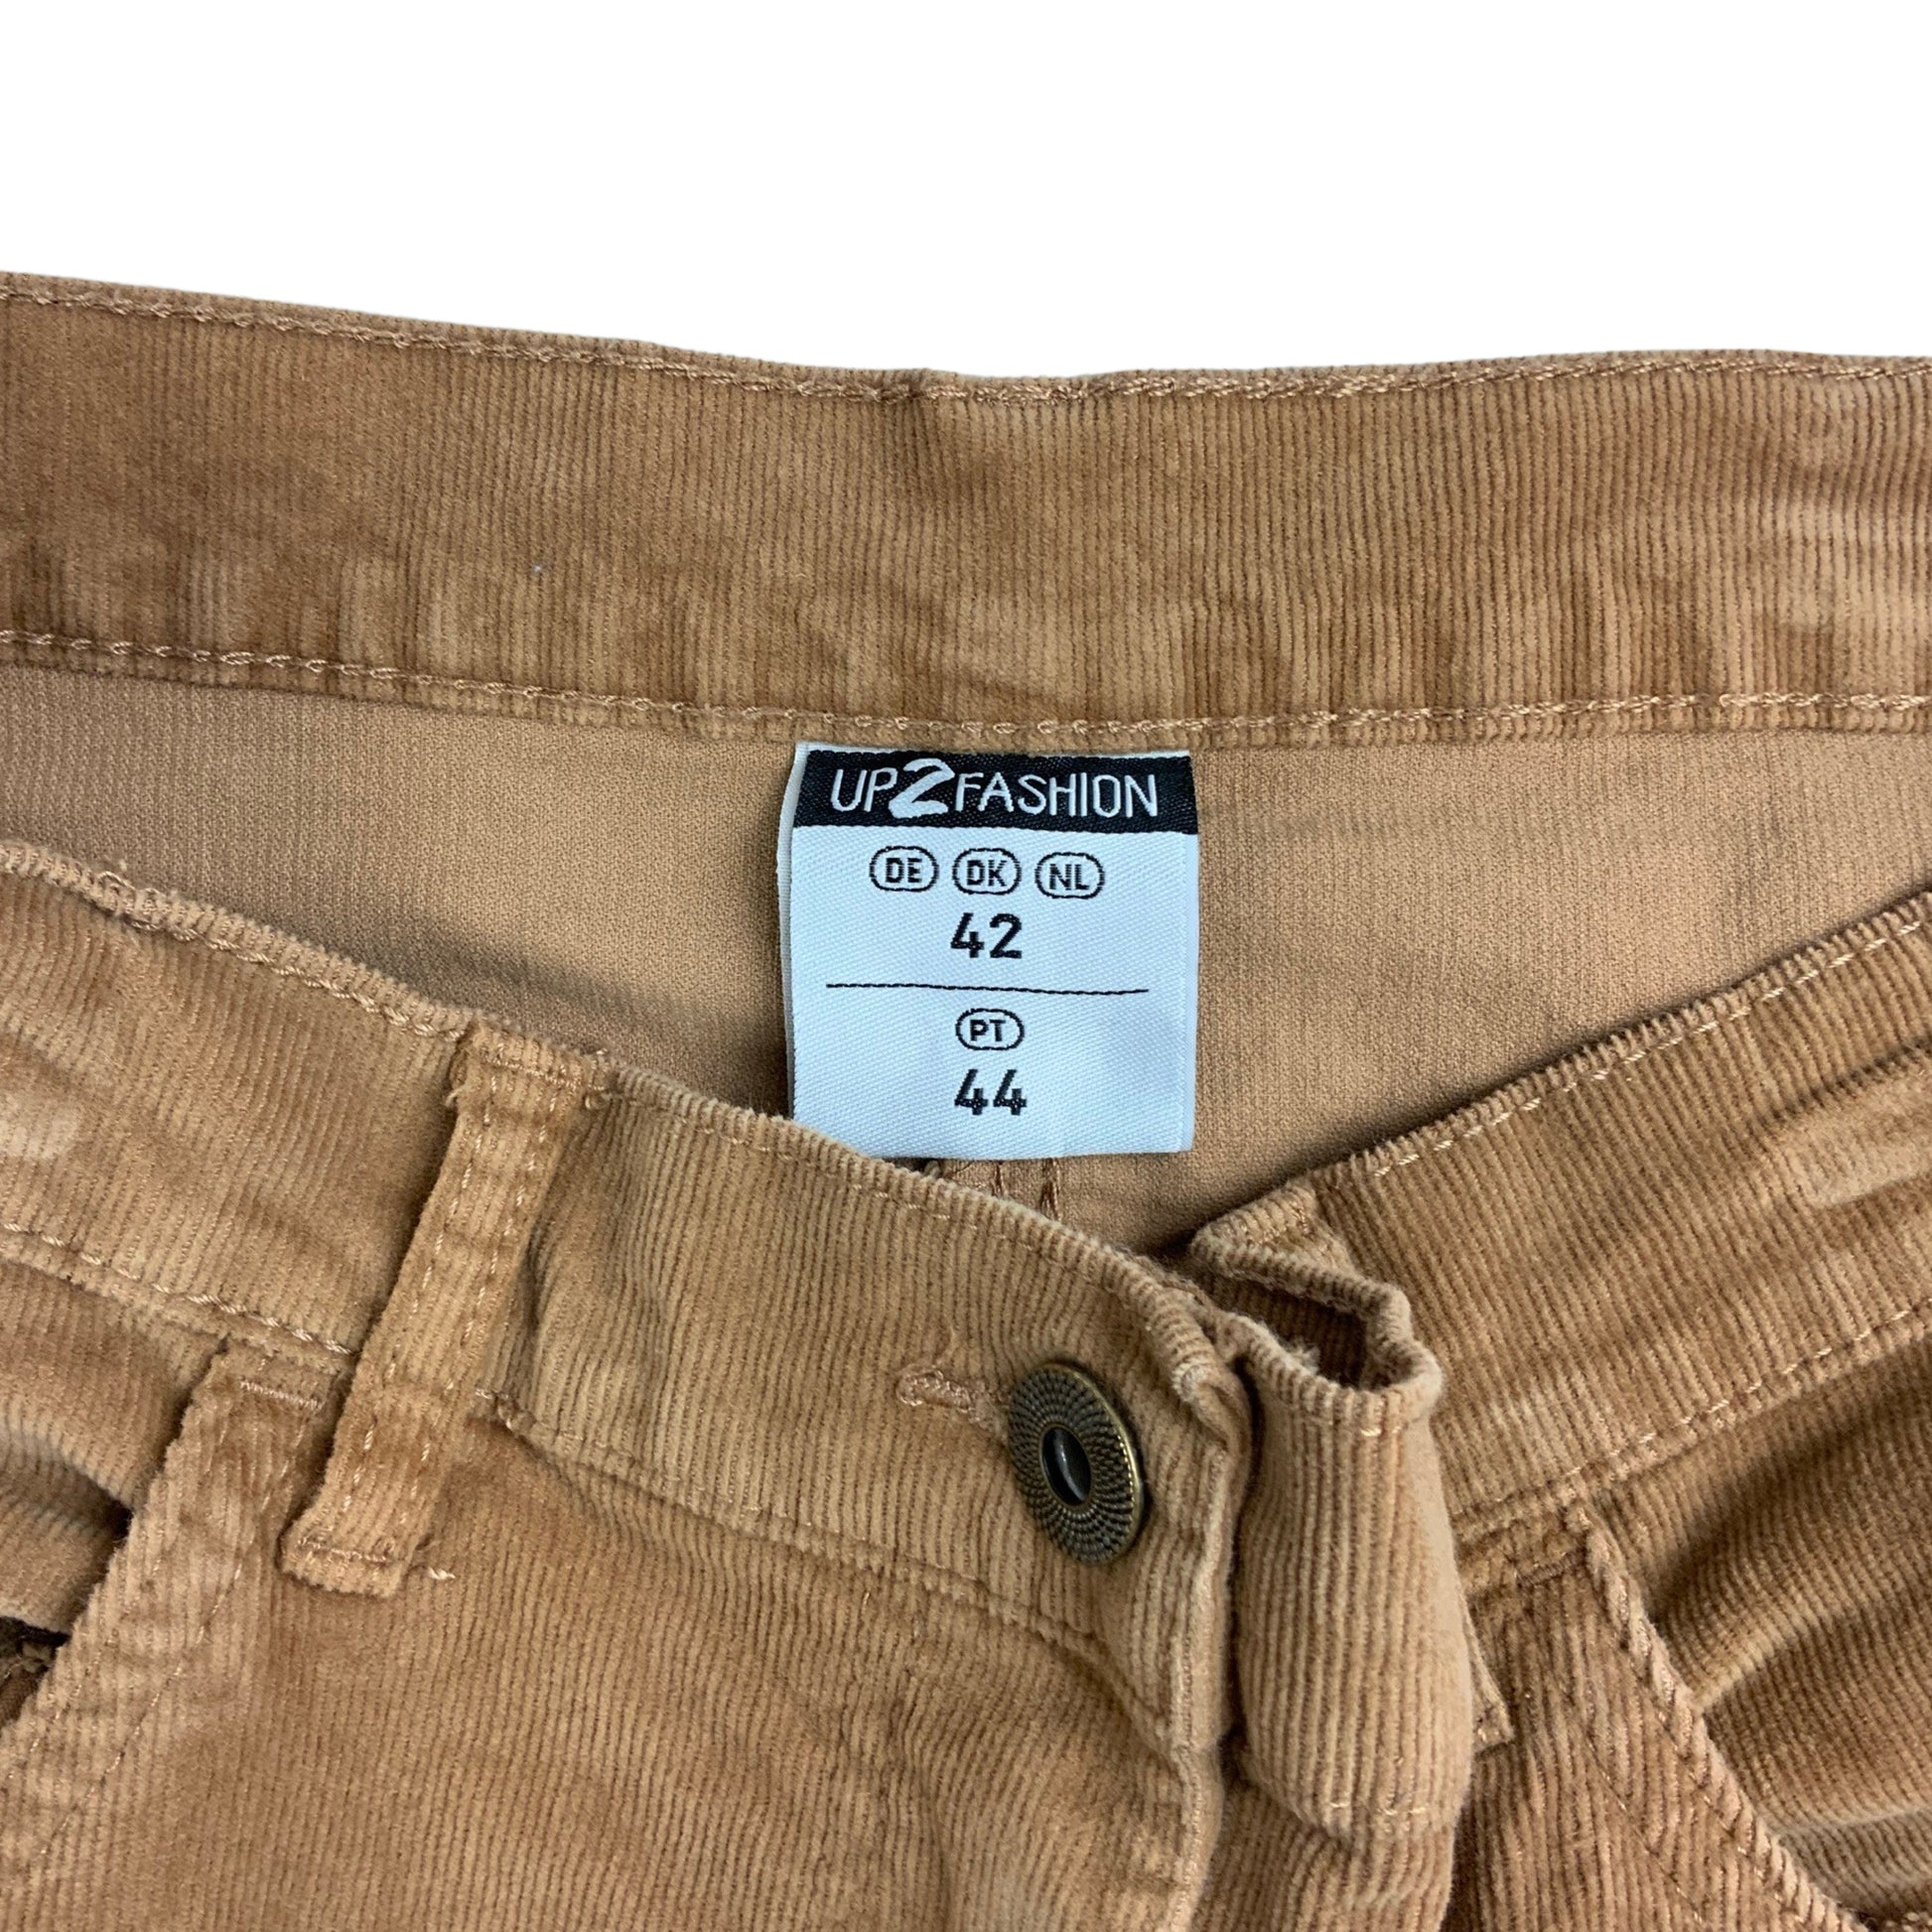 UP2FASHION
DE DK NL
42
PT
44